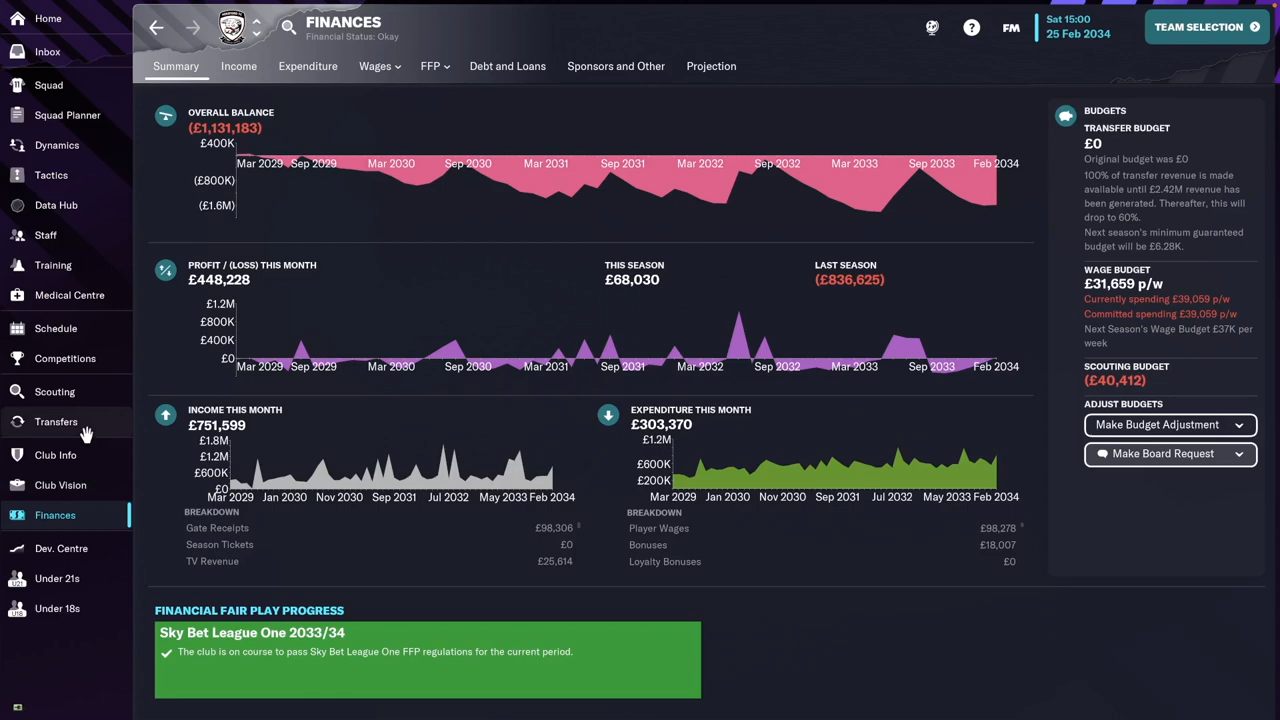 Home
Inbox
Squad
Squad Planner
Dynamics
Tactics
Data Hub
Staff
Training
Medical Centre
Schedule
Competitions
Scouting
Transfers
Club Info
Club Vision
Finances
Dev. Centre
U21
Under 21s
U18
Under 18s
FINANCES
Financial Status: Okay
FM
Sat 15:00
25 Feb 2034
TEAM SELECTION
Summary
Income
Expenditure
Wages
FFP
Debt and Loans
Sponsors and Other
Projection
OVERALL BALANCE
(£1,131,183)
£400K
(£800K)
(£1.6M)
Mar 2029 Sep 2029 Mar 2030 Sep 2030 Mar 2031 Sep 2031 Mar 2032 Sep 2032 Mar 2033 Sep 2033 Feb 2034
PROFIT / (LOSS) THIS MONTH
£448,228
THIS SEASON
£68,030
LAST SEASON
(£836,625)
£1.2M
£800K
£400K
£0
Mar 2029 Sep 2029 Mar 2030 Sep 2030 Mar 2031 Sep 2031 Mar 2032 Sep 2032 Mar 2033 Sep 2033 Feb 2034
INCOME THIS MONTH
£751,599
£1.8M
£1.2M
£600K
£0
Mar 2029 Jan 2030 Nov 2030 Sep 2031 Jul 2032 May 2033 Feb 2034
BREAKDOWN
Gate Receipts £98,306
Season Tickets £0
TV Revenue £25,614
EXPENDITURE THIS MONTH
£303,370
£1.2M
£600K
£200K
Mar 2029 Jan 2030 Nov 2030 Sep 2031 Jul 2032 May 2033 Feb 2034
BREAKDOWN
Player Wages £98,278
Bonuses £18,007
Loyalty Bonuses £0
FINANCIAL FAIR PLAY PROGRESS
Sky Bet League One 2033/34
The club is on course to pass Sky Bet League One FFP regulations for the current period.
BUDGETS
TRANSFER BUDGET
£0
Original budget was £0
100% of transfer revenue is made
available until £2.42M revenue has
been generated. Thereafter, this will
drop to 60%.
Next season's minimum guaranteed
budget will be £6.28K.
WAGE BUDGET
£31,659 p/w
Currently spending £39,059 p/w
Committed spending £39,059 p/w
Next Season's Wage Budget £37K per
week
SCOUTING BUDGET
(£40,412)
ADJUST BUDGETS
Make Budget Adjustment
Make Board Request